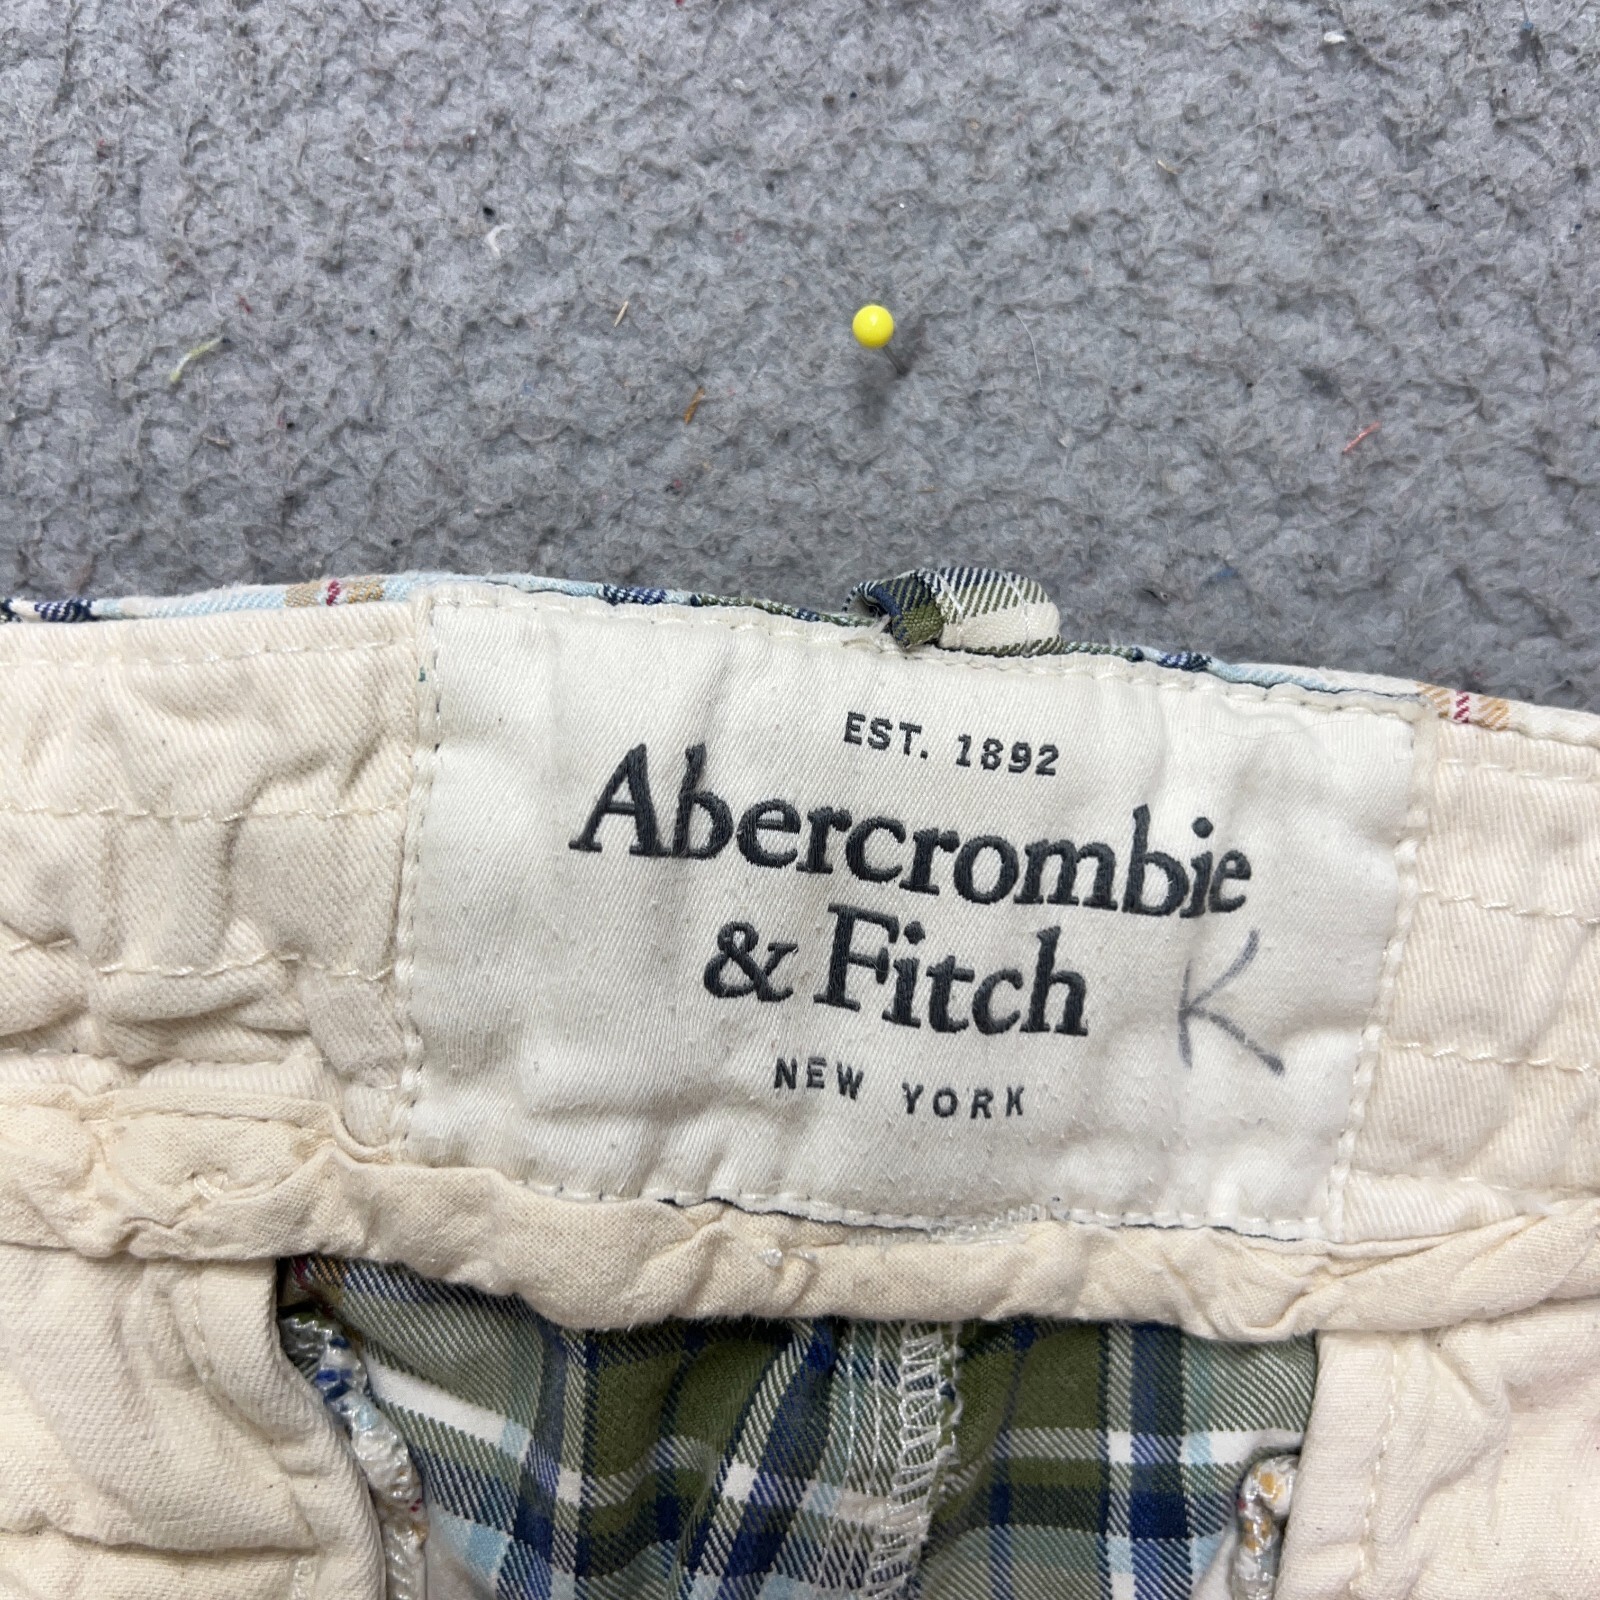 EST. 1892
Abercrombie
& Fitch
K
NEW YORK